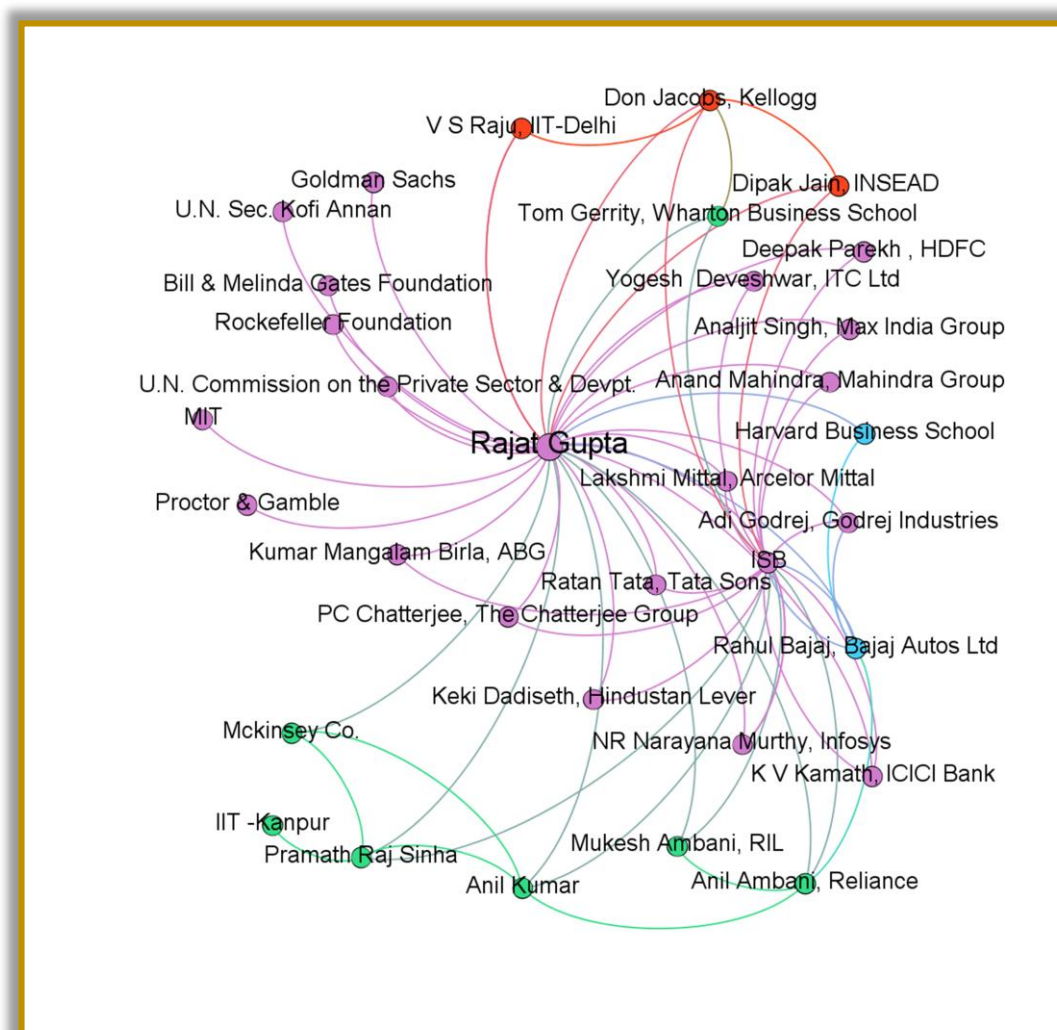 Don Jacobs, Kellogg
V S Raju, IIT-Delhi
Goldman Sachs
Dipak Jain, INSEAD
U.N. Sec. Kofi Annan
Tom Gerrity, Wharton Business School
Deepak Parekh , HDFC
Bill & Melinda Gates Foundation
Yogesh Deveshwar, ITC Ltd
Rockefeller Foundation
Analjit Singh, Max India Group
U.N. Commission on the Private Sector & Devpt.
Anand Mahindra, Mahindra Group
MIT
Rajat Gupta
Harvard Business School
Lakshmi Mittal, Arcelor Mittal
Proctor & Gamble
Adi Godrej, Godrej Industries
Kumar Mangalam Birla, ABG
ISB
Ratan Tata, Tata Sons
PC Chatterjee, The Chatterjee Group
Rahul Bajaj, Bajaj Autos Ltd
Keki Dadiseth, Hindustan Lever
Mckinsey Co.
NR Narayana Murthy, Infosys
K V Kamath, ICICI Bank
IIT -Kanpur
Mukesh Ambani, RIL
Pramath Raj Sinha
Anil Kumar
Anil Ambani, Reliance